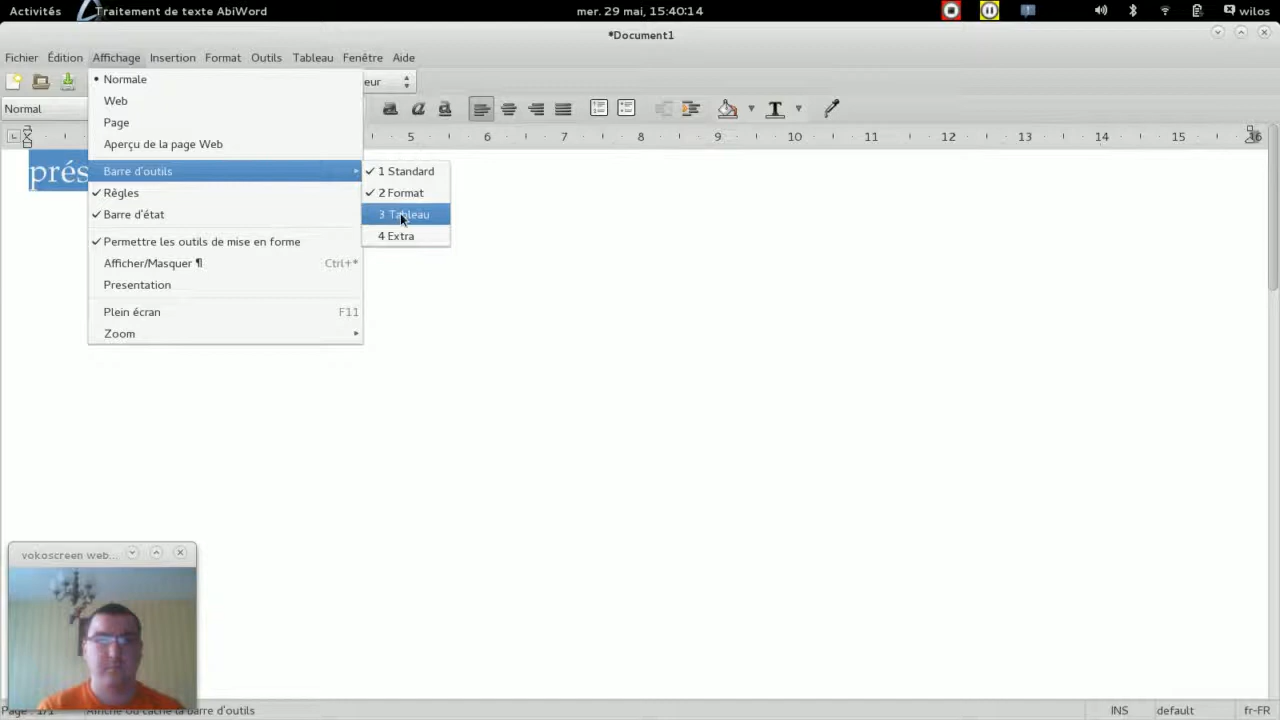 Activités Traitement de texte AbiWord mer. 29 mai, 15:40:14 wilos
*Document1
Fichier Édition Affichage Insertion Format Outils Tableau Fenêtre Aide
Normale
eur
Web
Normal
Page
5 6 7 8 9 10 11 12 13 14 15 16
Aperçu de la page Web
prés
Barre d'outils
1 Standard
Règles
2 Format
Barre d'état
3 Tableau
4 Extra
Permettre les outils de mise en forme
Afficher/Masquer ¶ Ctrl+*
Presentation
Plein écran F11
Zoom
vokoscreen web...
Page : 1/1 Affiche ou cache la barre d'outils INS default fr-FR